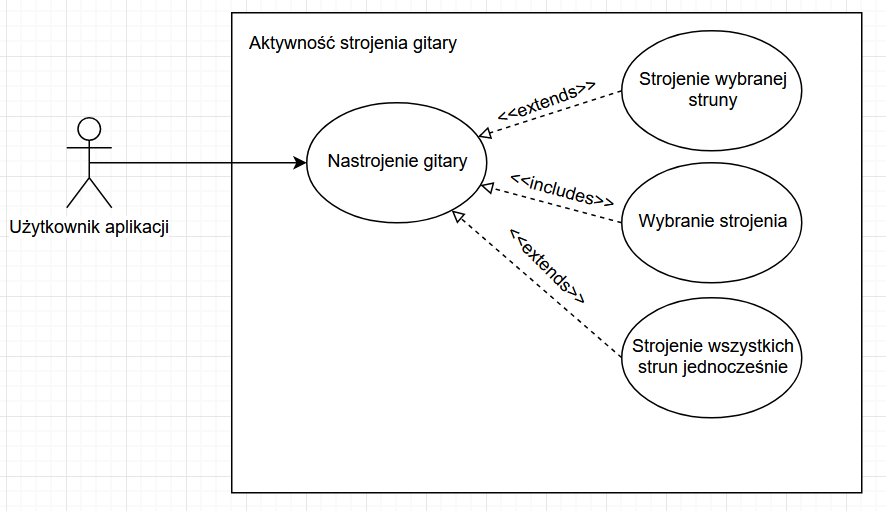 Aktywność strojenia gitary
Użytkownik aplikacji
Nastrojenie gitary
<<extends>>
Strojenie wybranej
struny
<<includes>>
Wybranie strojenia
<<extends>>
Strojenie wszystkich
strun jednocześnie